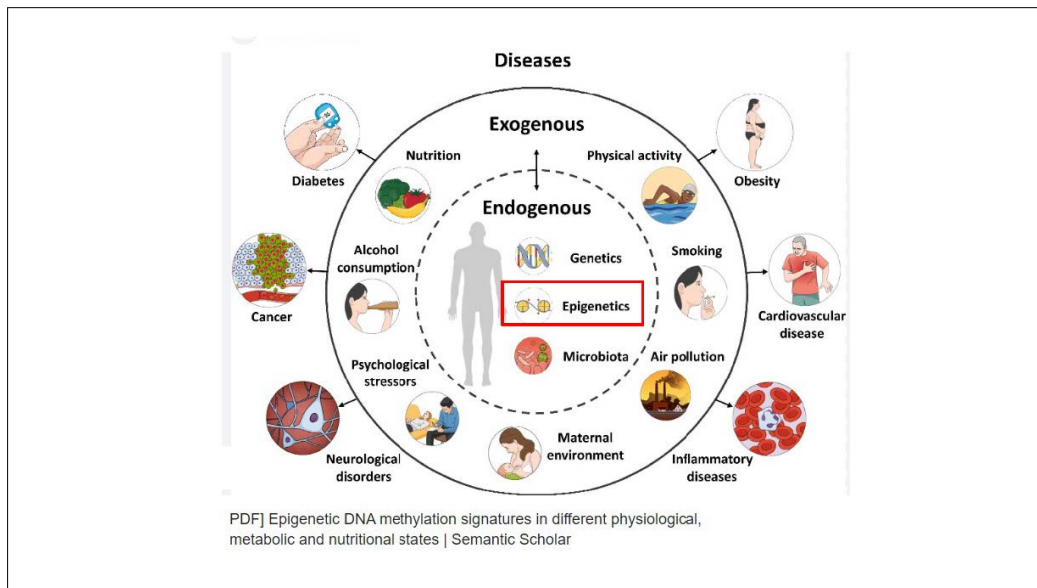 Diseases
Exogenous
Nutrition
Physical activity
Diabetes
Obesity
Endogenous
Genetics
Alcohol
consumption
Smoking
Epigenetics
Cancer
Cardiovascular
disease
Microbiota
Air pollution
Psychological
stressors
Maternal
environment
Neurological
disorders
Inflammatory
diseases
PDF] Epigenetic DNA methylation signatures in different physiological,
metabolic and nutritional states | Semantic Scholar